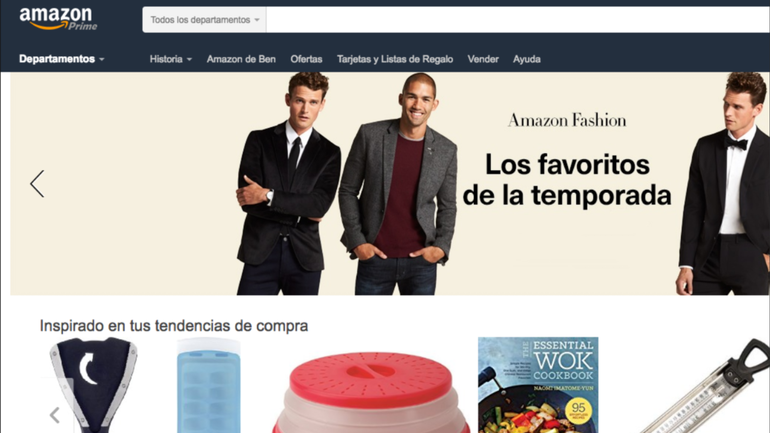 amazon
Prime
Todos los departamentos
Departamentos
Historia
Amazon de Ben
Ofertas
Tarjetas y Listas de Regalo
Vender
Ayuda
Amazon Fashion
Los favoritos
de la temporada
Inspirado en tus tendencias de compra
THE ESSENTIAL
WOK
COOKBOOK
NAOMI IMATOME-YUN
95